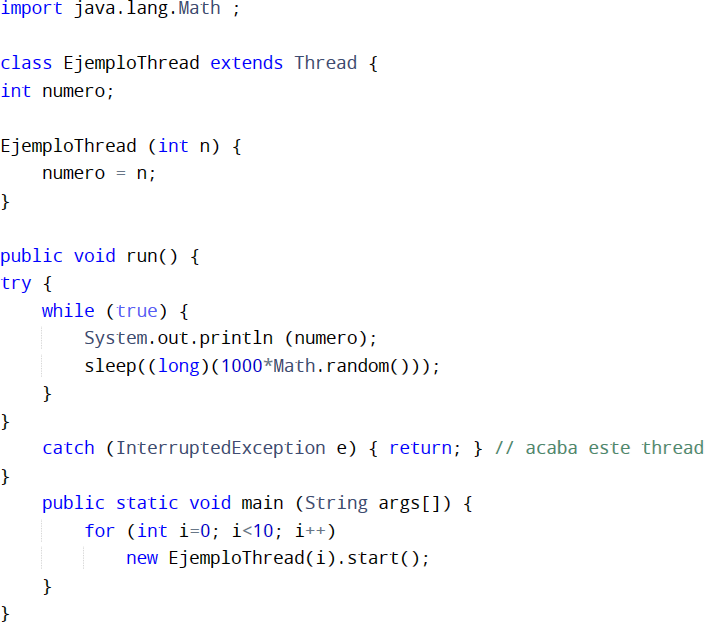 import java.lang.Math ;

class EjemploThread extends Thread {
int numero;

EjemploThread (int n) {
    numero = n;
}

public void run() {
try {
    while (true) {
        System.out.println (numero);
        sleep((long)(1000*Math.random()));
    }
}
    catch (InterruptedException e) { return; } // acaba este thread
}
    public static void main (String args[]) {
        for (int i=0; i<10; i++)
            new EjemploThread(i).start();
    }
}